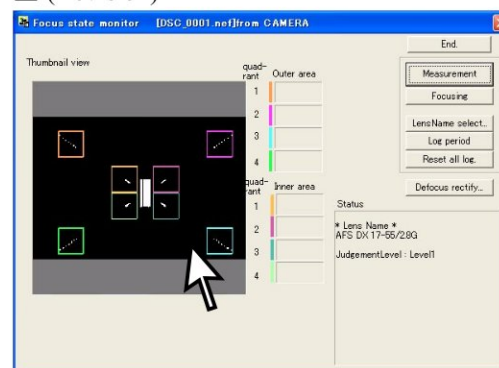 Focus state monitor [DSC_0001.nef]from CAMERA
End.
Thumbnail view
quad-
rant Outer area
1
2
3
4
quad-
rant Inner area
1
2
3
4
Measurement
Focusing
LensName select..
Log period
Reset all log.
Defocus rectify...
Status
* Lens Name *
AFS DX 17-55/2.8G
JudgementLevel : Level1